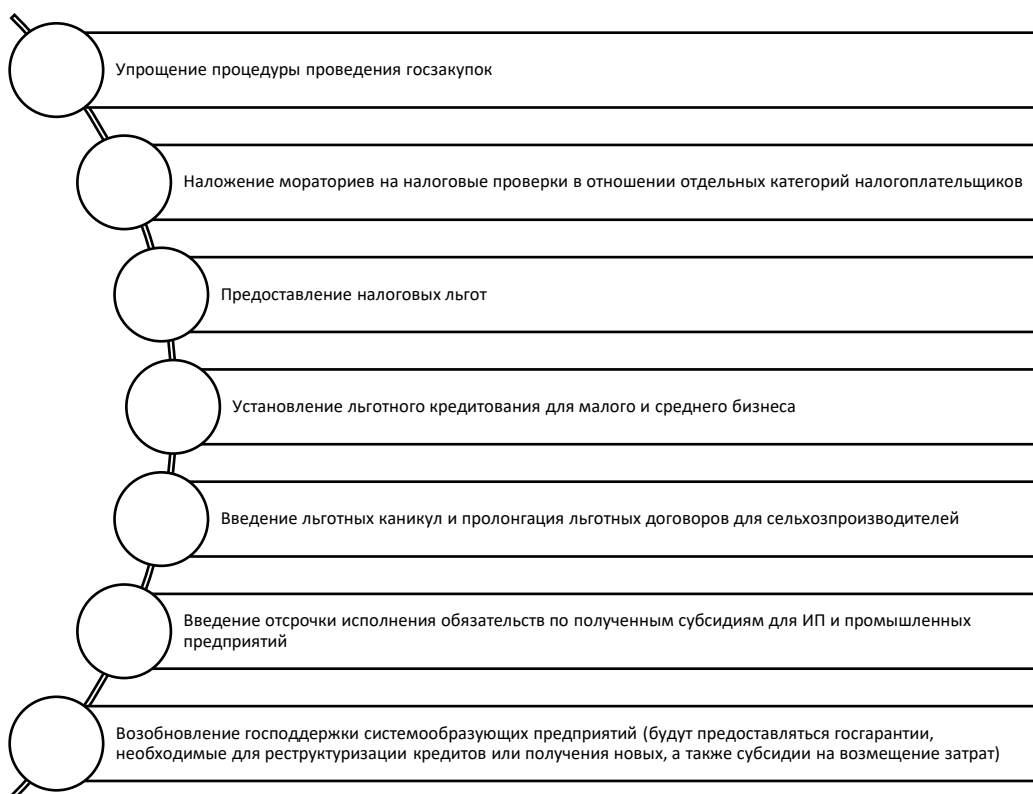 Упрощение процедуры проведения госзакупок
Наложение мораториев на налоговые проверки в отношении отдельных категорий налогоплательщиков
Предоставление налоговых льгот
Установление льготного кредитования для малого и среднего бизнеса
Введение льготных каникул и пролонгация льготных договоров для сельхозпроизводителей
Введение отсрочки исполнения обязательств по полученным субсидиям для ИП и промышленных
предприятий
Возобновление господдержки системообразующих предприятий (будут предоставляться госгарантии,
необходимые для реструктуризации кредитов или получения новых, а также субсидии на возмещение затрат)